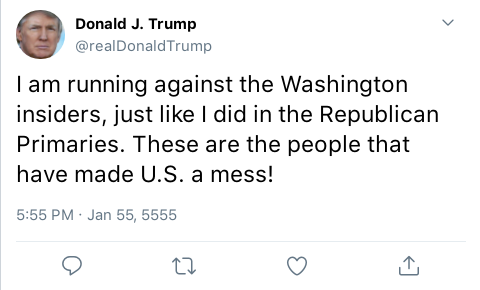 Donald J. Trump
@realDonaldTrump
I am running against the Washington
insiders, just like I did in the Republican
Primaries. These are the people that
have made U.S. a mess!
5:55 PM · Jan 55, 5555